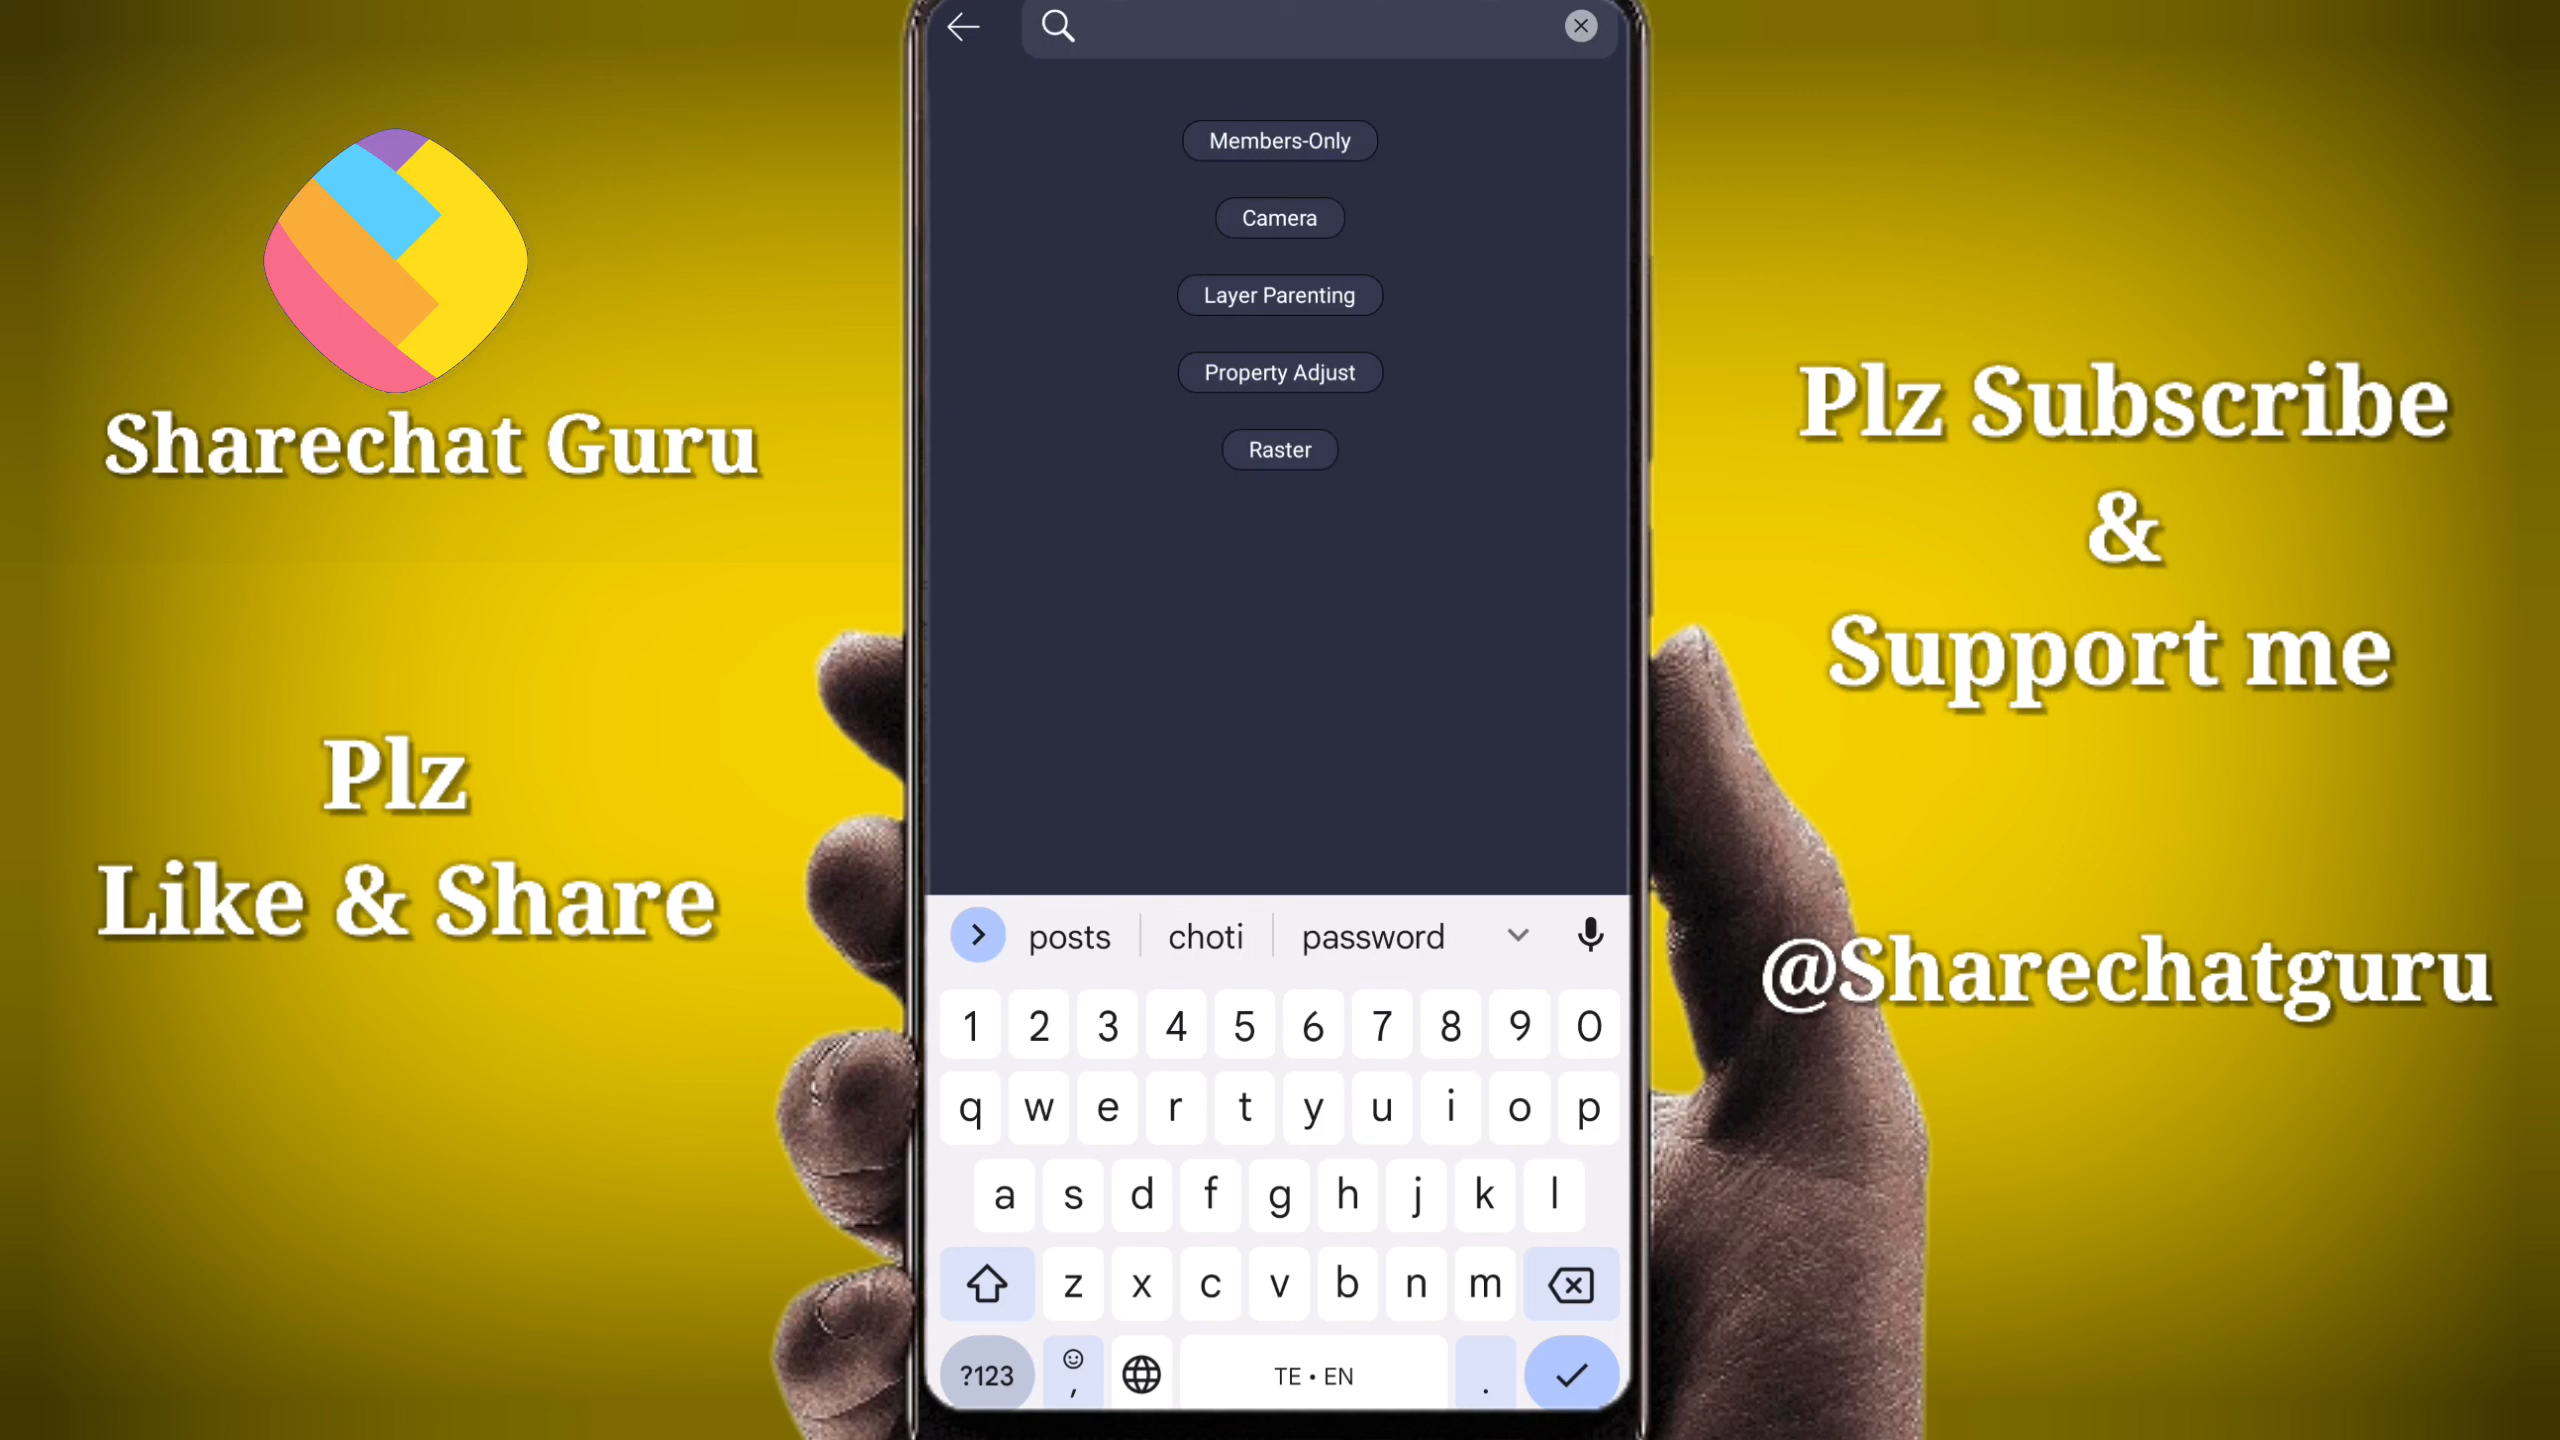 Members-Only
Camera
Layer Parenting
Property Adjust
Raster
Sharechat Guru
Plz
Like & Share
Plz Subscribe
&
Support me
@Sharechatguru
posts choti password
1 2 3 4 5 6 7 8 9 0
q w e r t y u i o p
a s d f g h j k l
z x c v b n m
?123 , TE • EN .